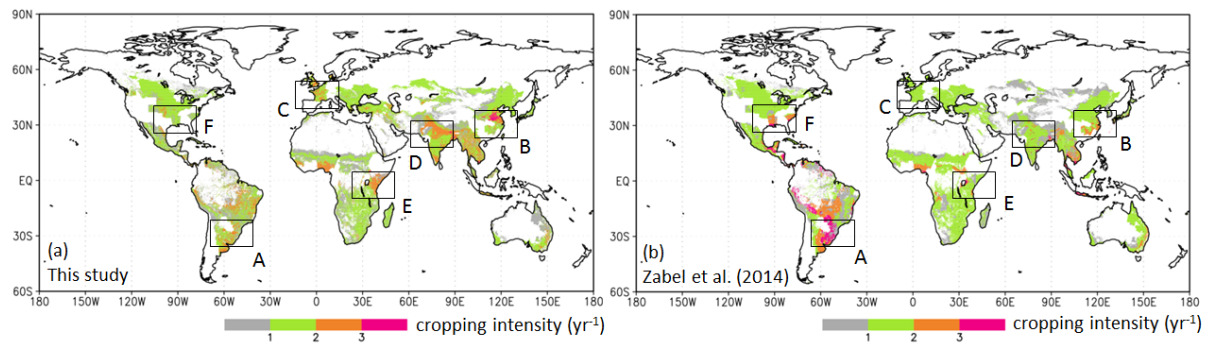 90N
60N
30N
EQ
30S
60S
180
150W
120W
90W
60W
30W
0
30E
60E
90E
120E
150E
180
A
B
C
D
E
F
(a)
This study
1 2 3
cropping intensity (yr-1)
90N
60N
30N
EQ
30S
60S
180
150W
120W
90W
60W
30W
0
30E
60E
90E
120E
150E
180
A
B
C
D
E
F
(b)
Zabel et al. (2014)
1 2 3
cropping intensity (yr-1)